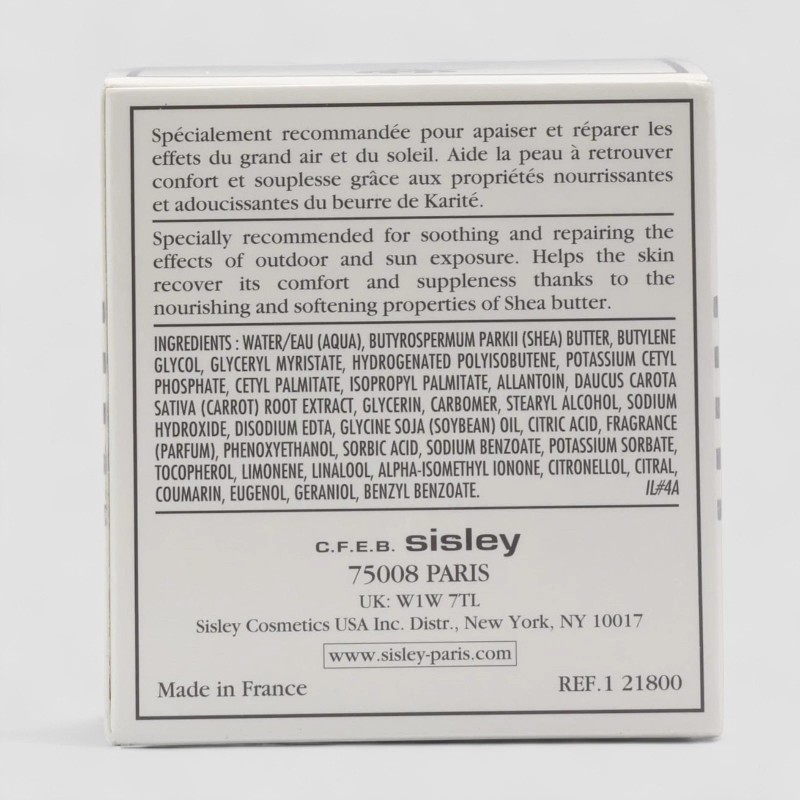 Spécialement recommandée pour apaiser et réparer les
effets du grand air et du soleil. Aide la peau à retrouver
confort et souplesse grâce aux propriétés nourrissantes
et adoucissantes du beurre de Karité.
Specially recommended for soothing and repairing the
effects of outdoor and sun exposure. Helps the skin
recover its comfort and suppleness thanks to the
nourishing and softening properties of Shea butter.
INGREDIENTS : WATER/EAU (AQUA), BUTYROSPERMUM PARKII (SHEA) BUTTER, BUTYLENE
GLYCOL, GLYCERYL MYRISTATE, HYDROGENATED POLYISOBUTENE, POTASSIUM CETYL
PHOSPHATE, CETYL PALMITATE, ISOPROPYL PALMITATE, ALLANTOIN, DAUCUS CAROTA
SATIVA (CARROT) ROOT EXTRACT, GLYCERIN, CARBOMER, STEARYL ALCOHOL, SODIUM
HYDROXIDE, DISODIUM EDTA, GLYCINE SOJA (SOYBEAN) OIL, CITRIC ACID, FRAGRANCE
(PARFUM), PHENOXYETHANOL, SORBIC ACID, SODIUM BENZOATE, POTASSIUM SORBATE,
TOCOPHEROL, LIMONENE, LINALOOL, ALPHA-ISOMETHYL IONONE, CITRONELLOL, CITRAL,
COUMARIN, EUGENOL, GERANIOL, BENZYL BENZOATE. IL#4A
C.F.E.B. sisley
75008 PARIS
UK: W1W 7TL
Sisley Cosmetics USA Inc. Distr., New York, NY 10017
www.sisley-paris.com
Made in France REF.1 21800